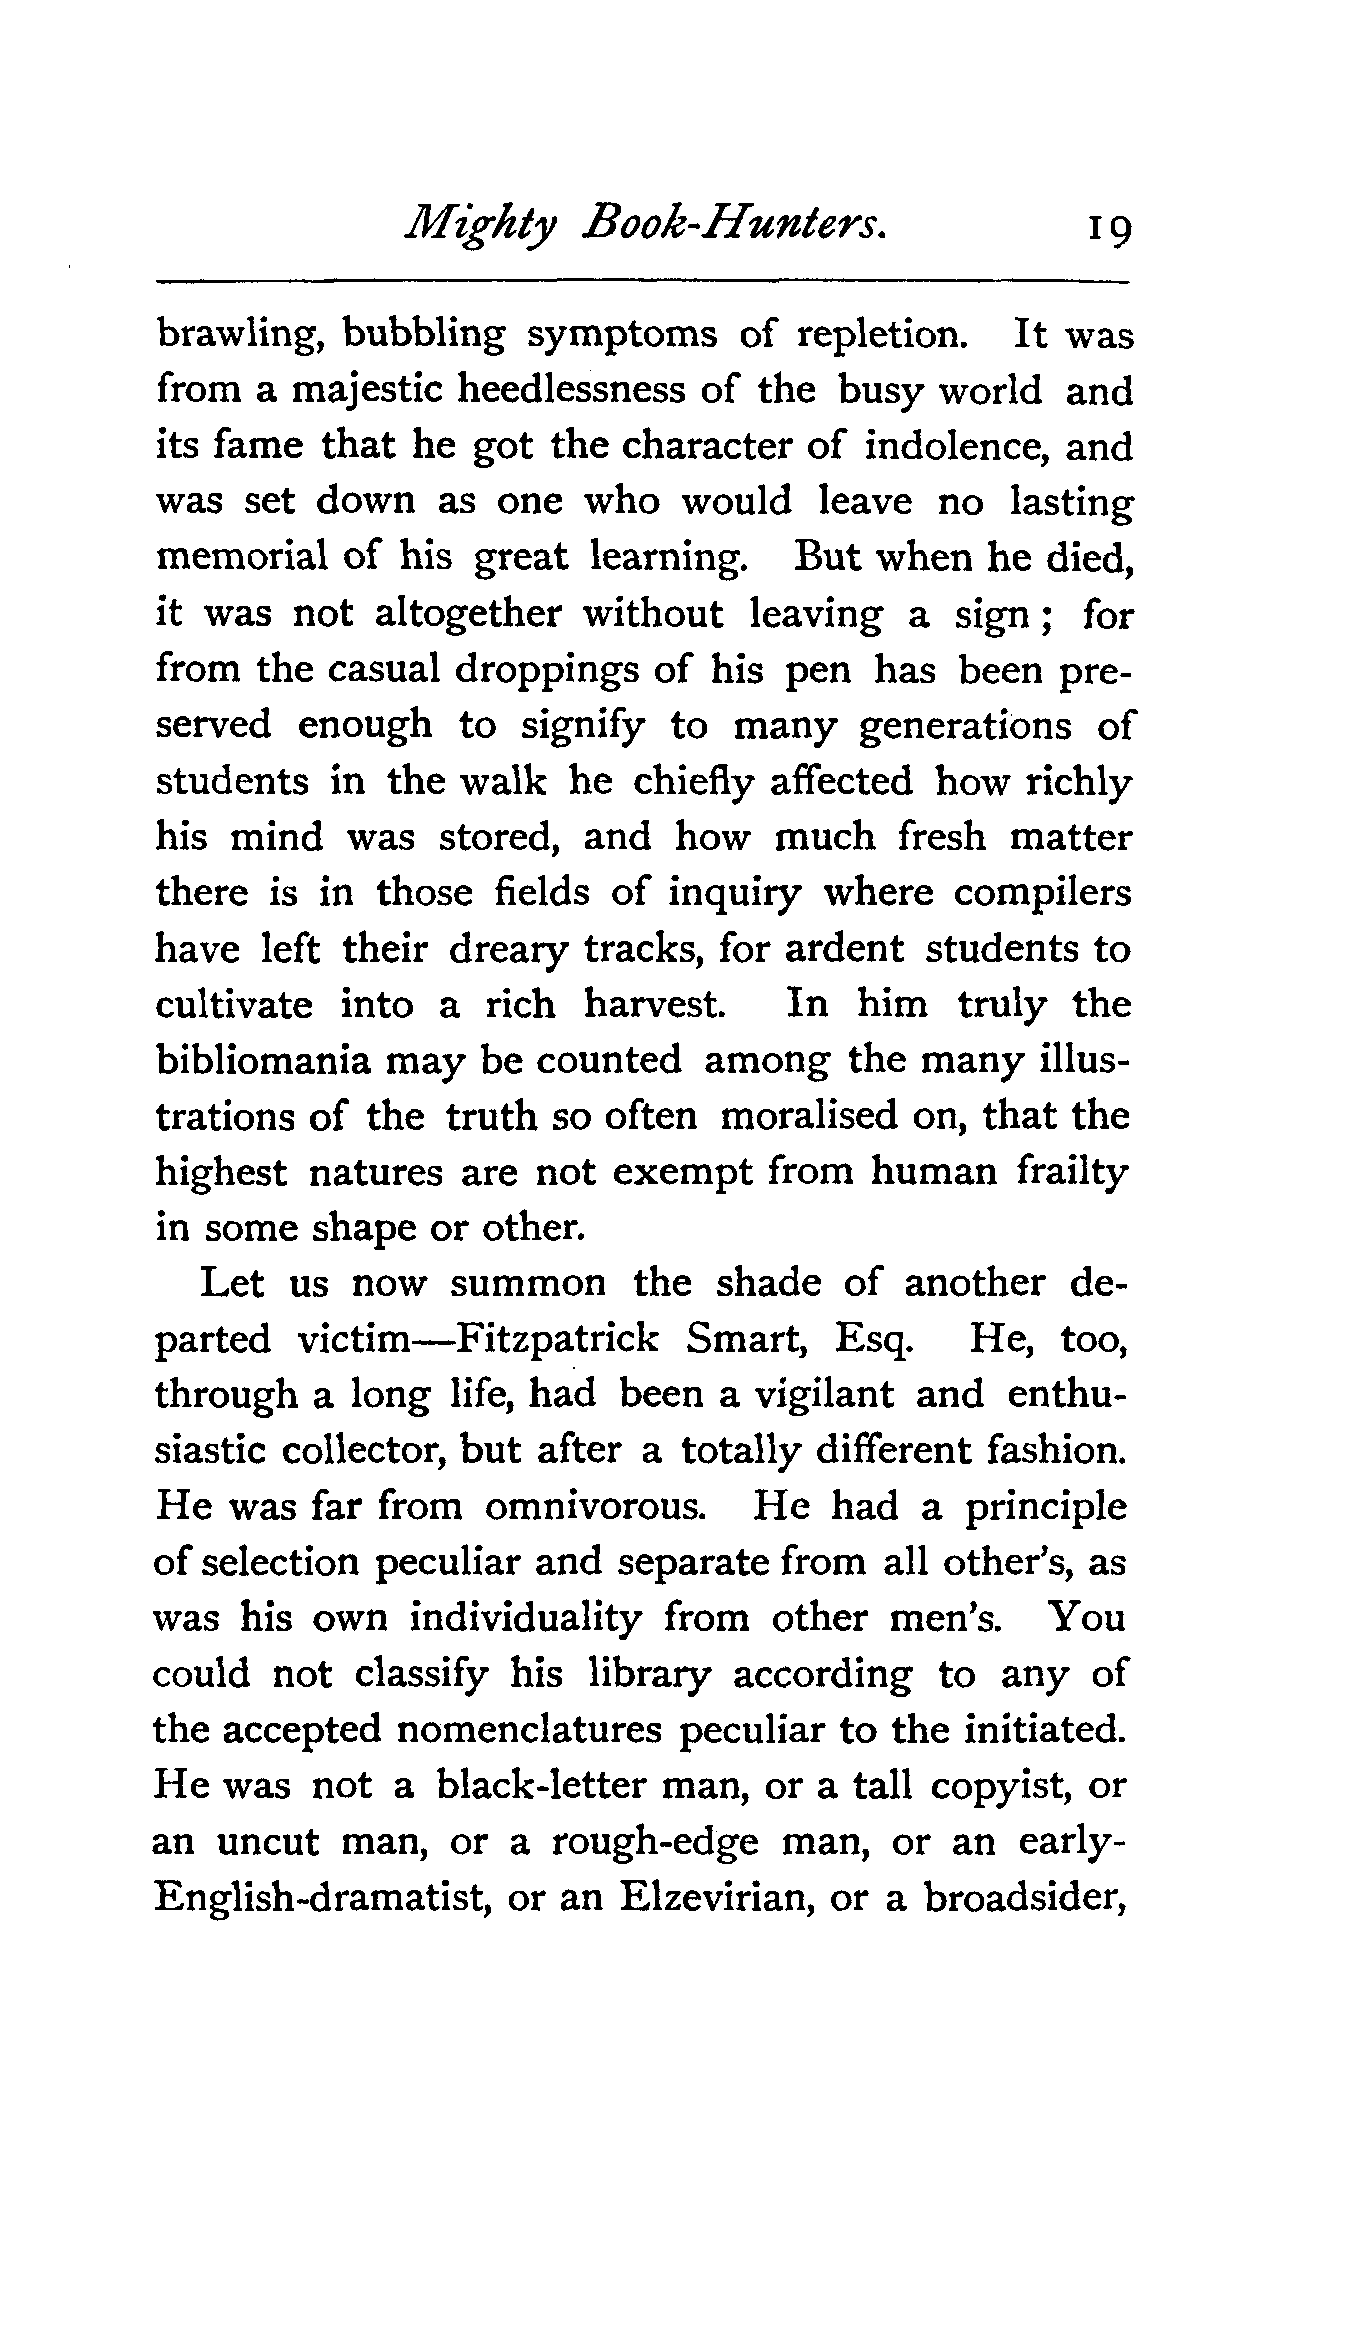 Mighty Book-Hunters. 19
brawling, bubbling symptoms of repletion. It was
from a majestic heedlessness of the busy world and
its fame that he got the character of indolence, and
was set down as one who would leave no lasting
memorial of his great learning. But when he died,
it was not altogether without leaving a sign ; for
from the casual droppings of his pen has been pre-
served enough to signify to many generations of
students in the walk he chiefly affected how richly
his mind was stored, and how much fresh matter
there is in those fields of inquiry where compilers
have left their dreary tracks, for ardent students to
cultivate into a rich harvest. In him truly the
bibliomania may be counted among the many illus-
trations of the truth so often moralised on, that the
highest natures are not exempt from human frailty
in some shape or other.
Let us now summon the shade of another de-
parted victim—Fitzpatrick Smart, Esq. He, too,
through a long life, had been a vigilant and enthu-
siastic collector, but after a totally different fashion.
He was far from omnivorous. He had a principle
of selection peculiar and separate from all other's, as
was his own individuality from other men's. You
could not classify his library according to any of
the accepted nomenclatures peculiar to the initiated.
He was not a black-letter man, or a tall copyist, or
an uncut man, or a rough-edge man, or an early-
English-dramatist, or an Elzevirian, or a broadsider,